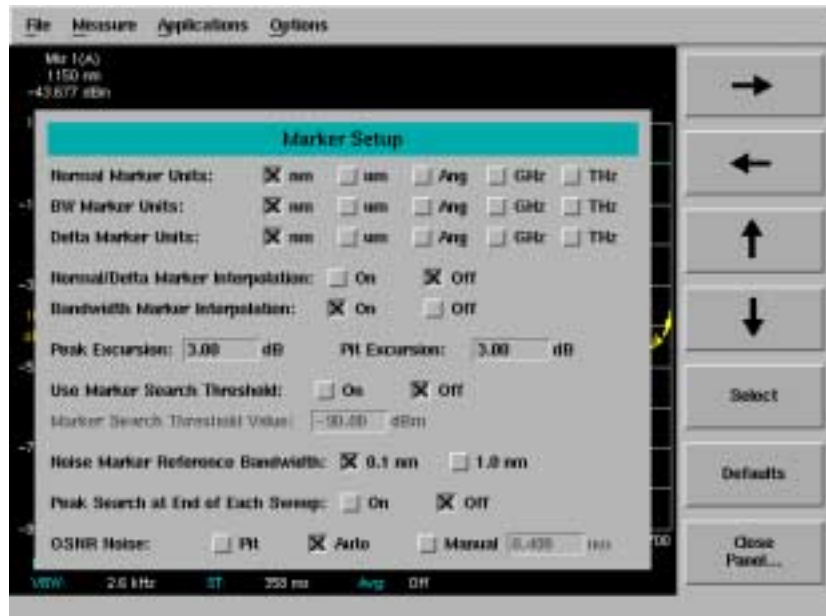 File Measure Applications Options
Mkr 1(A)
1150 nm
-43.677 dBm
Marker Setup
Normal Marker Units: nm um Ang GHz THz
BW Marker Units: nm um Ang GHz THz
Delta Marker Units: nm um Ang GHz THz
Normal/Delta Marker Interpolation: On Off
Bandwidth Marker Interpolation: On Off
Peak Excursion: 3.00 dB Pit Excursion: 3.00 dB
Use Marker Search Threshold: On Off
Marker Search Threshold Value: -90.00 dBm
Noise Marker Reference Bandwidth: 0.1 nm 1.0 nm
Peak Search at End of Each Sweep: On Off
OSNR Noise: Pit Auto Manual nm
VBW: 2.6 kHz ST 358 ms Avg Off
Select
Defaults
Close
Panel...